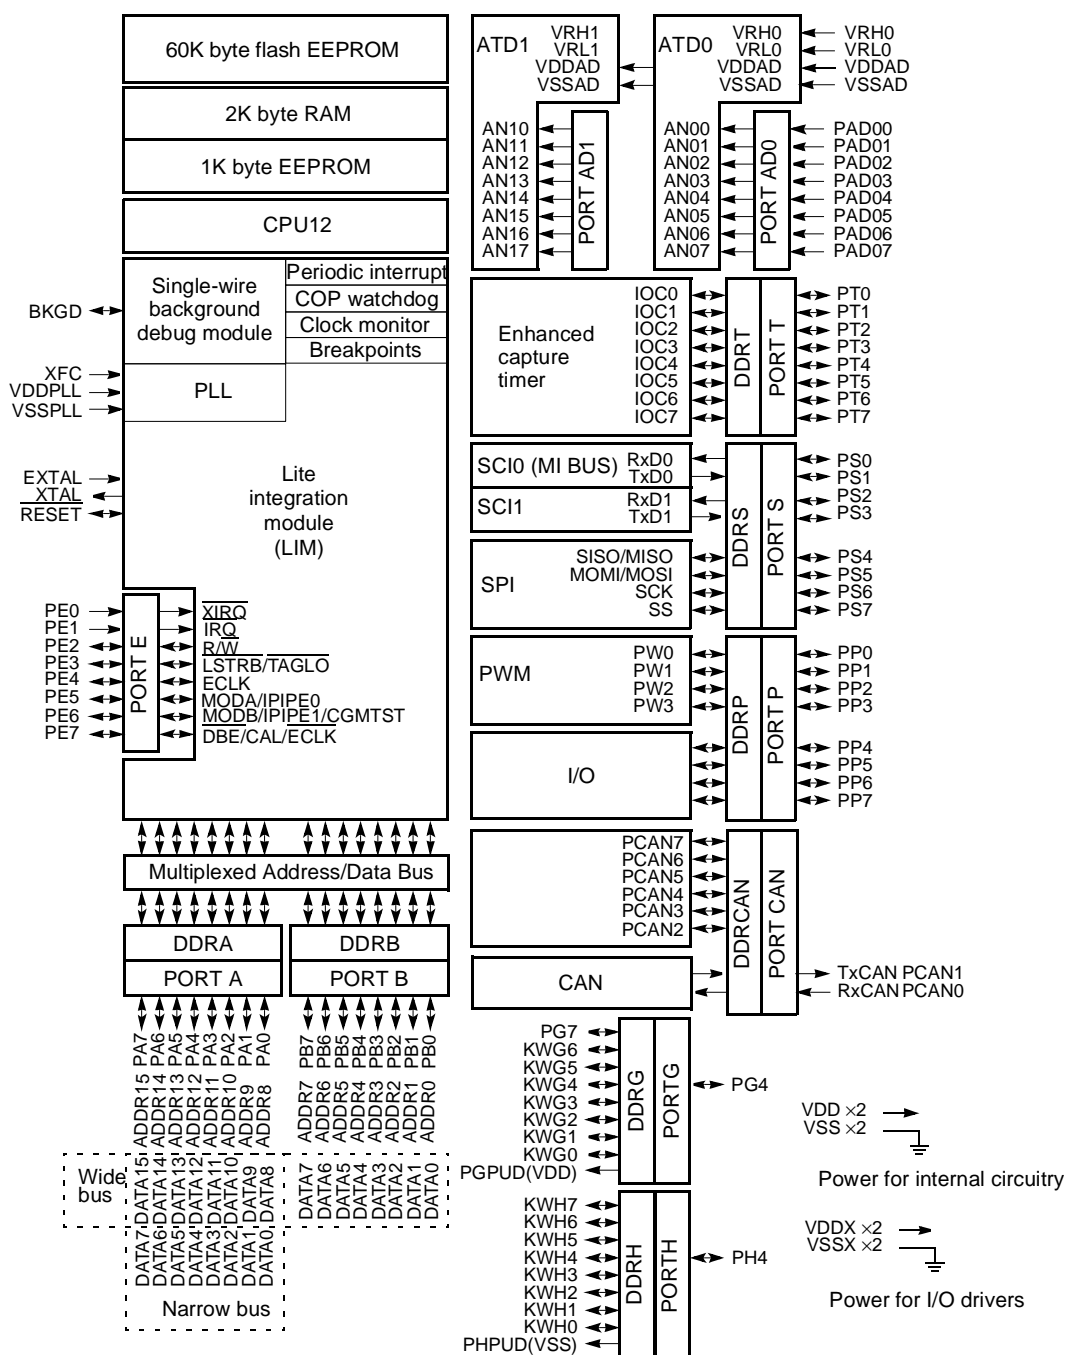 60K byte flash EEPROM
2K byte RAM
1K byte EEPROM
CPU12
Single-wire
background
debug module
Periodic interrupt
COP watchdog
Clock monitor
Breakpoints
BKGD
XFC
VDDPLL
VSSPLL
PLL
EXTAL
XTAL
RESET
Lite
integration
module
(LIM)
PE0
PE1
PE2
PE3
PE4
PE5
PE6
PE7
PORT E
XIRQ
IRQ
R/W
LSTRB/TAGLO
ECLK
MODA/IPIPE0
MODB/IPIPE1/CGMTST
DBE/CAL/ECLK
Multiplexed Address/Data Bus
DDRA
DDRB
PORT A
PORT B
PA7
PA6
PA5
PA4
PA3
PA2
PA1
PA0
PB7
PB6
PB5
PB4
PB3
PB2
PB1
PB0
ADDR15
ADDR14
ADDR13
ADDR12
ADDR11
ADDR10
ADDR9
ADDR8
ADDR7
ADDR6
ADDR5
ADDR4
ADDR3
ADDR2
ADDR1
ADDR0
Wide
bus
DATA15
DATA14
DATA13
DATA12
DATA11
DATA10
DATA9
DATA8
DATA7
DATA6
DATA5
DATA4
DATA3
DATA2
DATA1
DATA0
DATA7
DATA6
DATA5
DATA4
DATA3
DATA2
DATA1
DATA0
Narrow bus
ATD1
VRH1
VRL1
VDDAD
VSSAD
AN10
AN11
AN12
AN13
AN14
AN15
AN16
AN17
PORT AD1
ATD0
VRH0
VRL0
VDDAD
VSSAD
VRH0
VRL0
VDDAD
VSSAD
AN00
AN01
AN02
AN03
AN04
AN05
AN06
AN07
PORT AD0
PAD00
PAD01
PAD02
PAD03
PAD04
PAD05
PAD06
PAD07
Enhanced
capture
timer
IOC0
IOC1
IOC2
IOC3
IOC4
IOC5
IOC6
IOC7
DDRT
PORT T
PT0
PT1
PT2
PT3
PT4
PT5
PT6
PT7
SCI0 (MI BUS)
RxD0
TxD0
SCI1
RxD1
TxD1
SPI
SISO/MISO
MOMI/MOSI
SCK
SS
DDRS
PORT S
PS0
PS1
PS2
PS3
PS4
PS5
PS6
PS7
PWM
PW0
PW1
PW2
PW3
I/O
DDRP
PORT P
PP0
PP1
PP2
PP3
PP4
PP5
PP6
PP7
PCAN7
PCAN6
PCAN5
PCAN4
PCAN3
PCAN2
CAN
DDRCAN
PORT CAN
TxCAN PCAN1
RxCAN PCAN0
PG7
KWG6
KWG5
KWG4
KWG3
KWG2
KWG1
KWG0
PGPUD(VDD)
DDRG
PORTG
PG4
KWH7
KWH6
KWH5
KWH4
KWH3
KWH2
KWH1
KWH0
PHPUD(VSS)
DDRH
PORTH
PH4
VDD ×2
VSS ×2
Power for internal circuitry
VDDX ×2
VSSX ×2
Power for I/O drivers